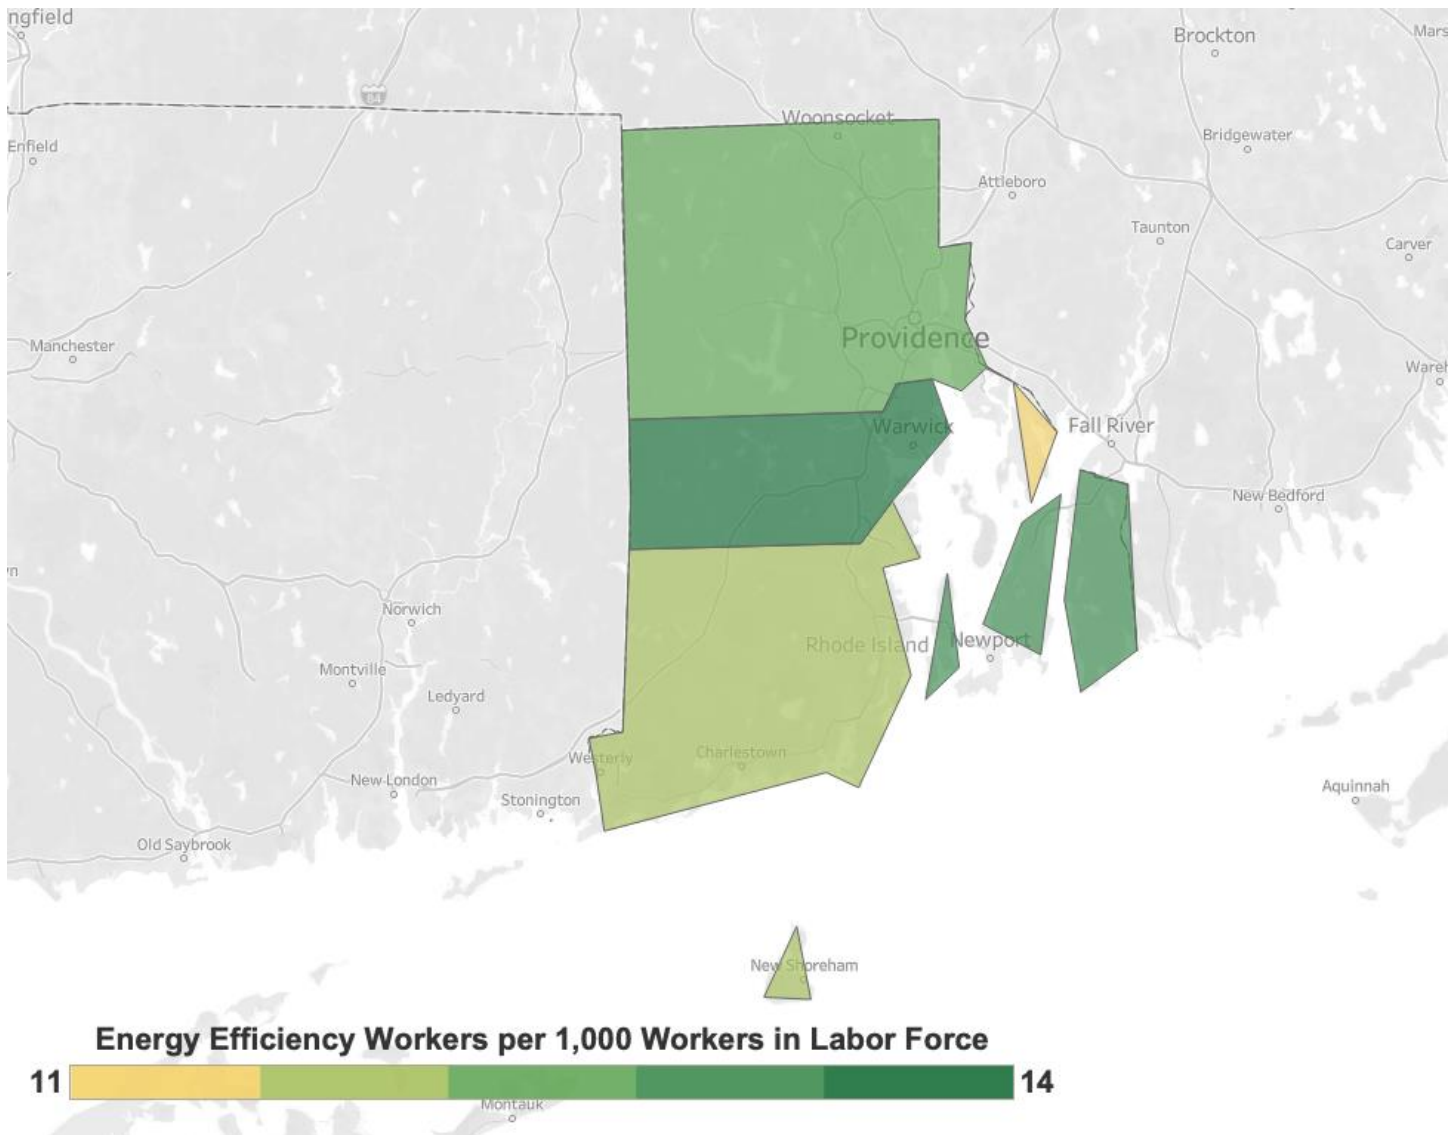 ngfield
Brockton
Mars
84
Woonsocket
Bridgewater
Enfield
Attleboro
Taunton
Carver
Providence
Manchester
Wareh
Warwick
Fall River
New Bedford
n
Norwich
Rhode Island
Newport
Montville
Ledyard
Westerly
Charlestown
New London
Stonington
Aquinnah
Old Saybrook
New Shoreham
Energy Efficiency Workers per 1,000 Workers in Labor Force
11
14
Montauk